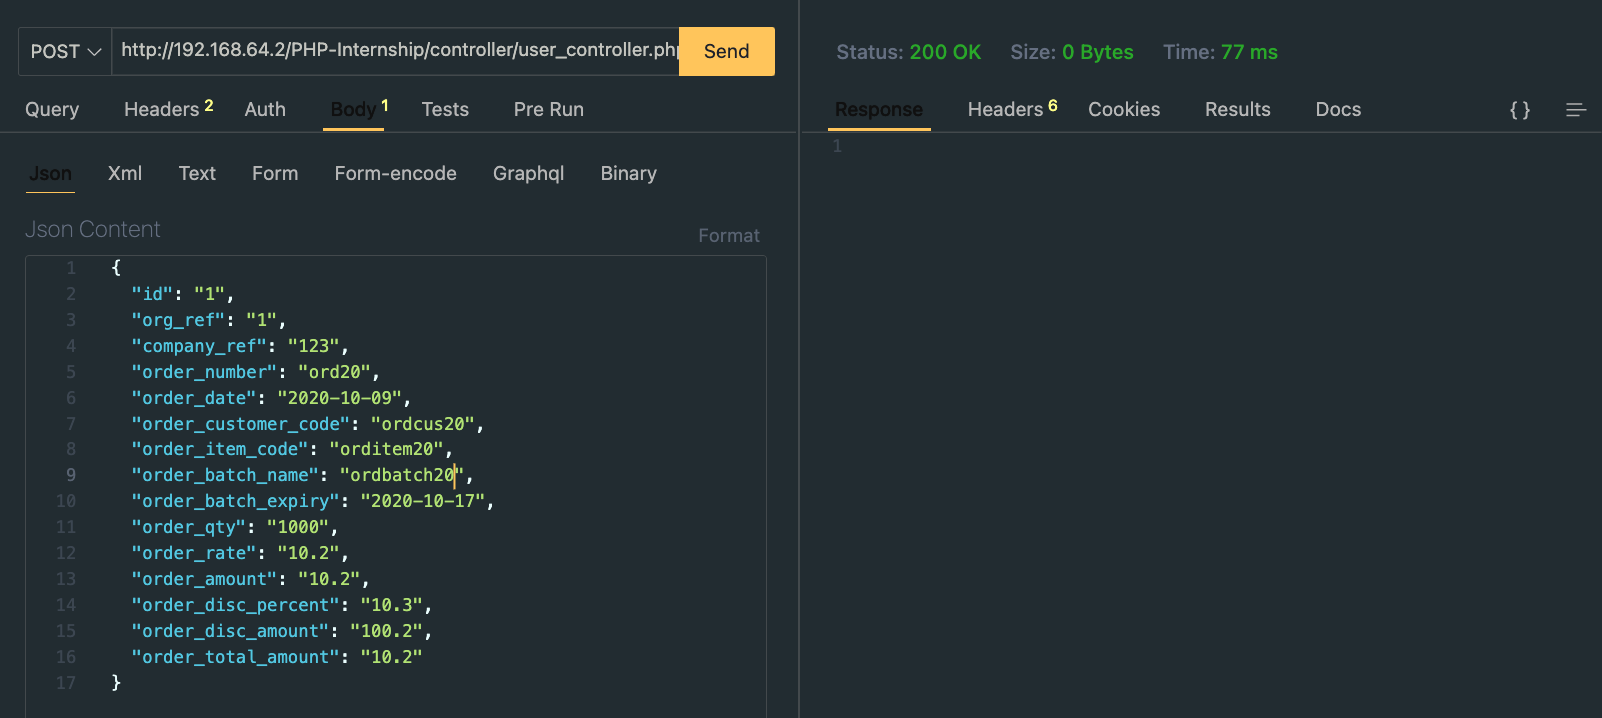 POST http://192.168.64.2/PHP-Internship/controller/user_controller.php Send
Status: 200 OK Size: 0 Bytes Time: 77 ms
Query Headers 2 Auth Body 1 Tests Pre Run
Response Headers 6 Cookies Results Docs { }
1
Json Xml Text Form Form-encode Graphql Binary
Json Content
Format
1 {
2 "id": "1",
3 "org_ref": "1",
4 "company_ref": "123",
5 "order_number": "ord20",
6 "order_date": "2020-10-09",
7 "order_customer_code": "ordcus20",
8 "order_item_code": "orditem20",
9 "order_batch_name": "ordbatch20",
10 "order_batch_expiry": "2020-10-17",
11 "order_qty": "1000",
12 "order_rate": "10.2",
13 "order_amount": "10.2",
14 "order_disc_percent": "10.3",
15 "order_disc_amount": "100.2",
16 "order_total_amount": "10.2"
17 }